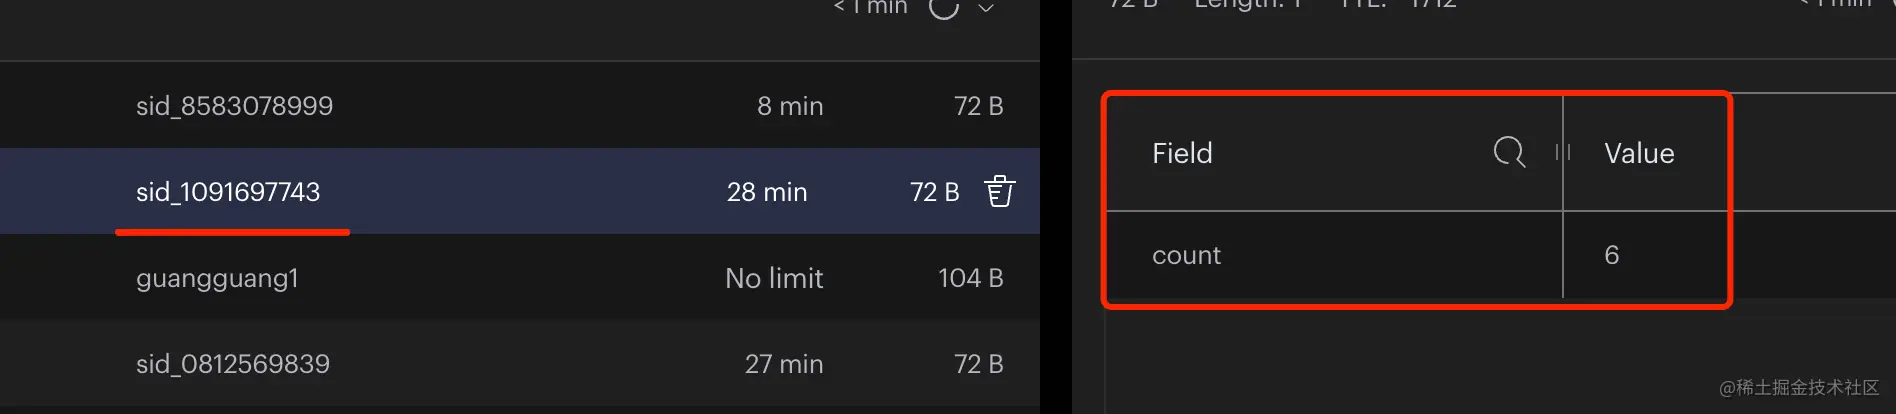 < 1 min
sid_8583078999 8 min 72 B
sid_1091697743 28 min 72 B
guangguang1 No limit 104 B
sid_0812569839 27 min 72 B
72 B Length: 1 TTL: 1712 < 1 min
Field Value
count 6
@稀土掘金技术社区